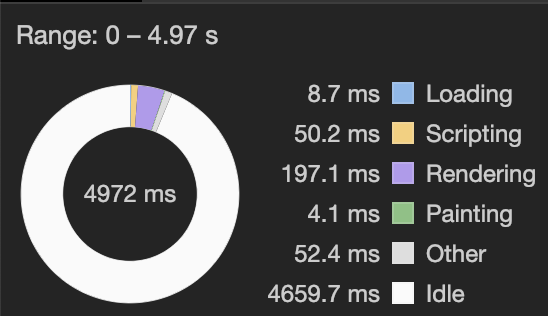 Range: 0 – 4.97 s
4972 ms
8.7 ms Loading
50.2 ms Scripting
197.1 ms Rendering
4.1 ms Painting
52.4 ms Other
4659.7 ms Idle